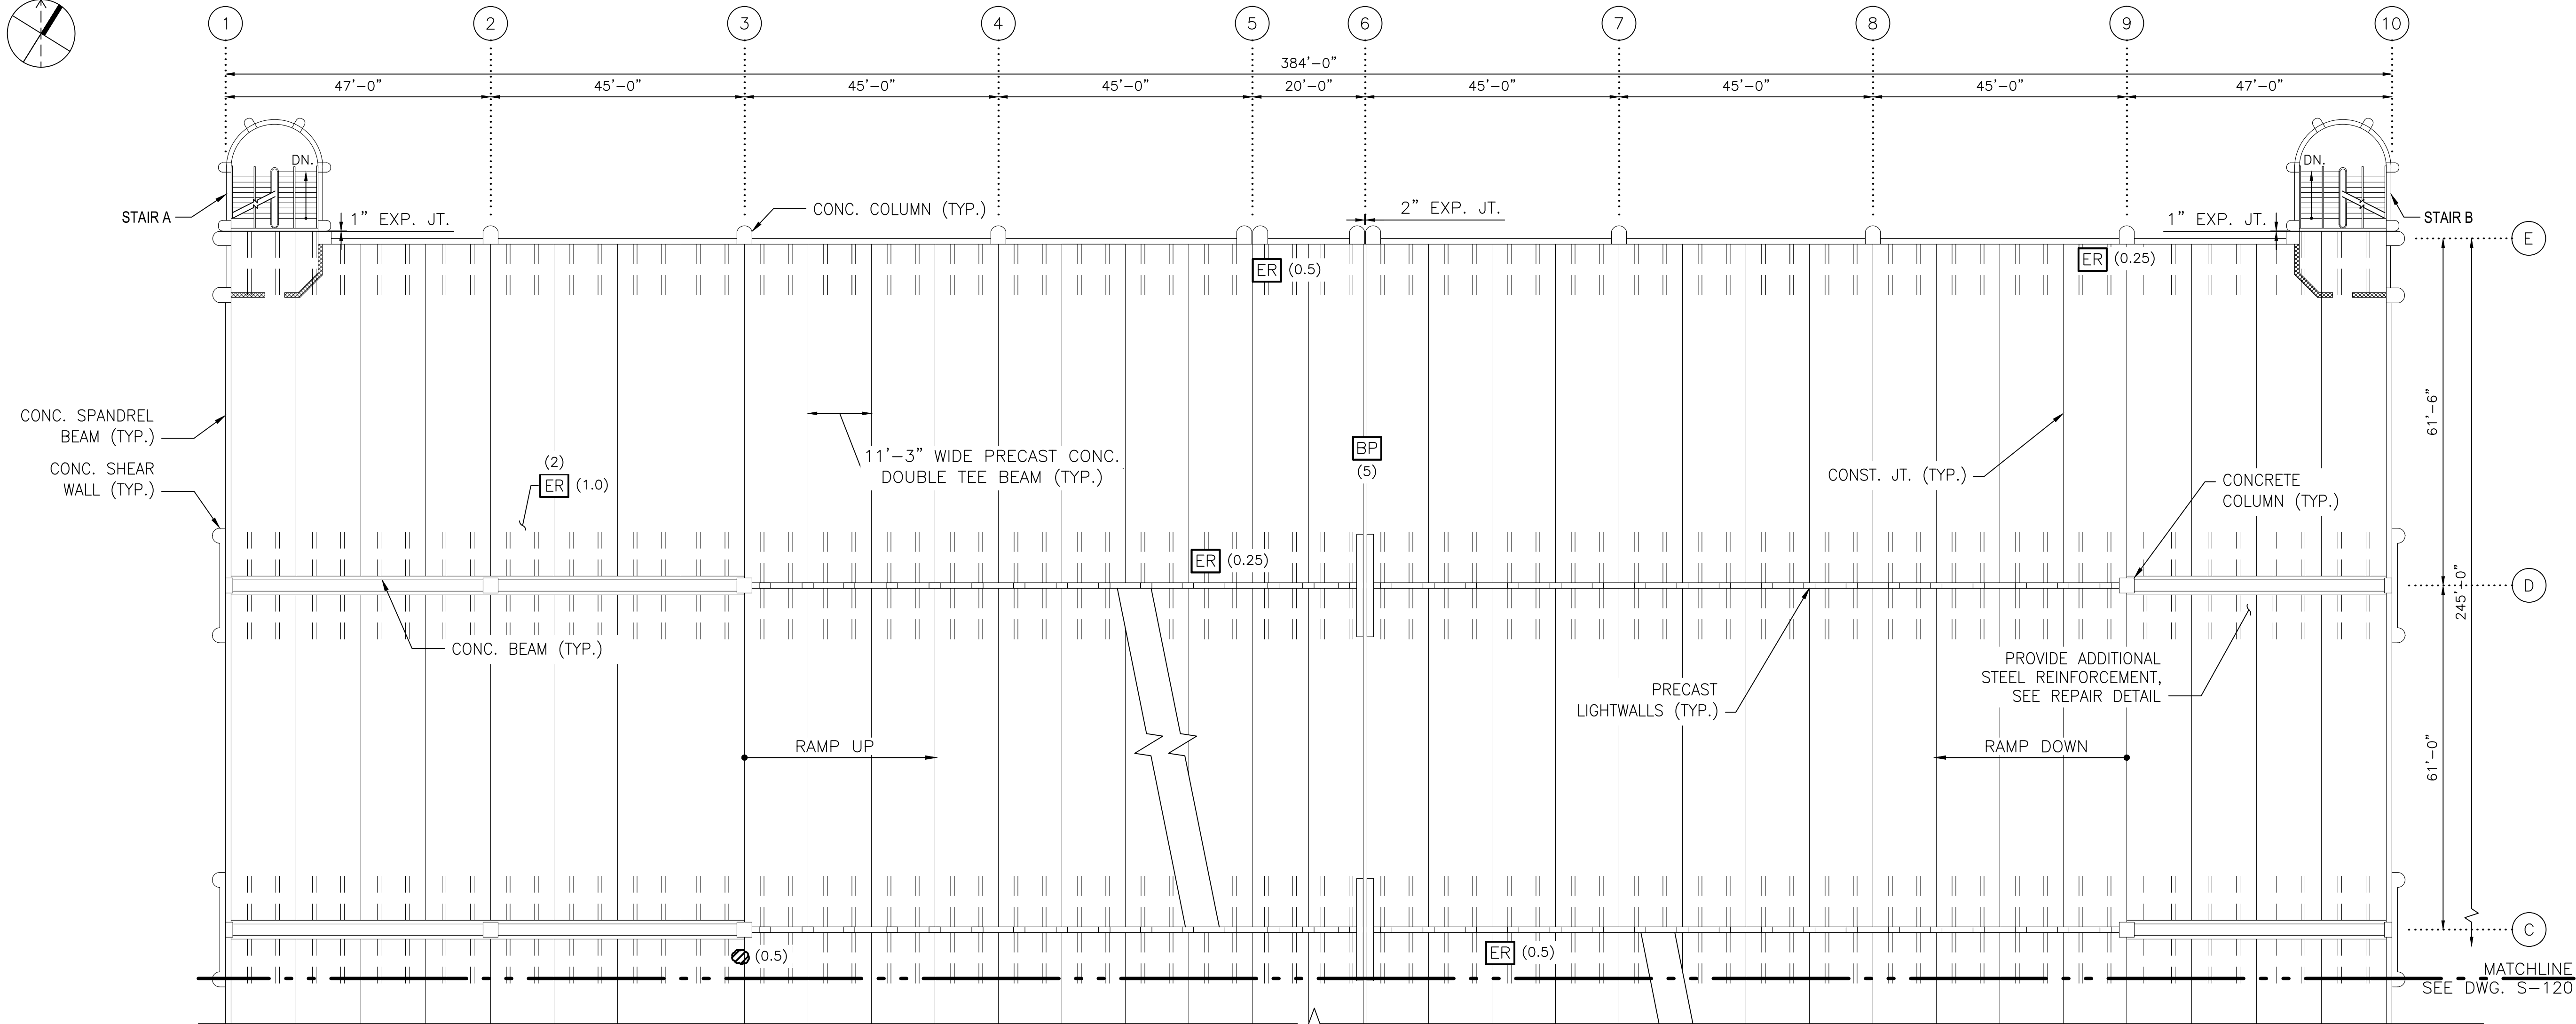 1 2 3 4 5 6 7 8 9 10
384'-0"
47'-0" 45'-0" 45'-0" 45'-0" 20'-0" 45'-0" 45'-0" 45'-0" 47'-0"
DN.
DN.
STAIR A
1" EXP. JT.
CONC. COLUMN (TYP.)
2" EXP. JT.
1" EXP. JT.
STAIR B
E
ER (0.5)
ER (0.25)
CONC. SPANDREL
BEAM (TYP.)
CONC. SHEAR
WALL (TYP.)
(2)
ER (1.0)
11'-3" WIDE PRECAST CONC.
DOUBLE TEE BEAM (TYP.)
BP
(5)
CONST. JT. (TYP.)
CONCRETE
COLUMN (TYP.)
61'-6"
ER (0.25)
D
245'-0"
CONC. BEAM (TYP.)
PRECAST
LIGHTWALLS (TYP.)
PROVIDE ADDITIONAL
STEEL REINFORCEMENT,
SEE REPAIR DETAIL
RAMP UP
RAMP DOWN
61'-0"
C
(0.5)
ER (0.5)
MATCHLINE
SEE DWG. S-120